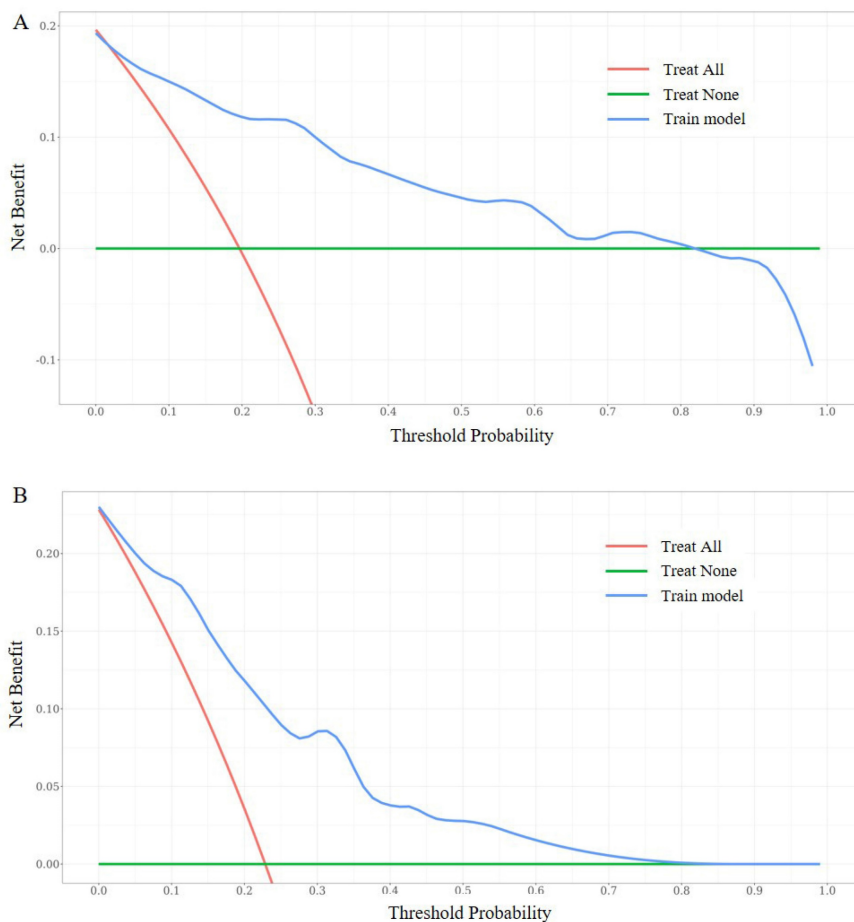 A
0.2
0.1
0.0
-0.1
Net Benefit
Treat All
Treat None
Train model
0.0 0.1 0.2 0.3 0.4 0.5 0.6 0.7 0.8 0.9 1.0
Threshold Probability
B
0.20
0.15
0.10
0.05
0.00
Net Benefit
Treat All
Treat None
Train model
0.0 0.1 0.2 0.3 0.4 0.5 0.6 0.7 0.8 0.9 1.0
Threshold Probability